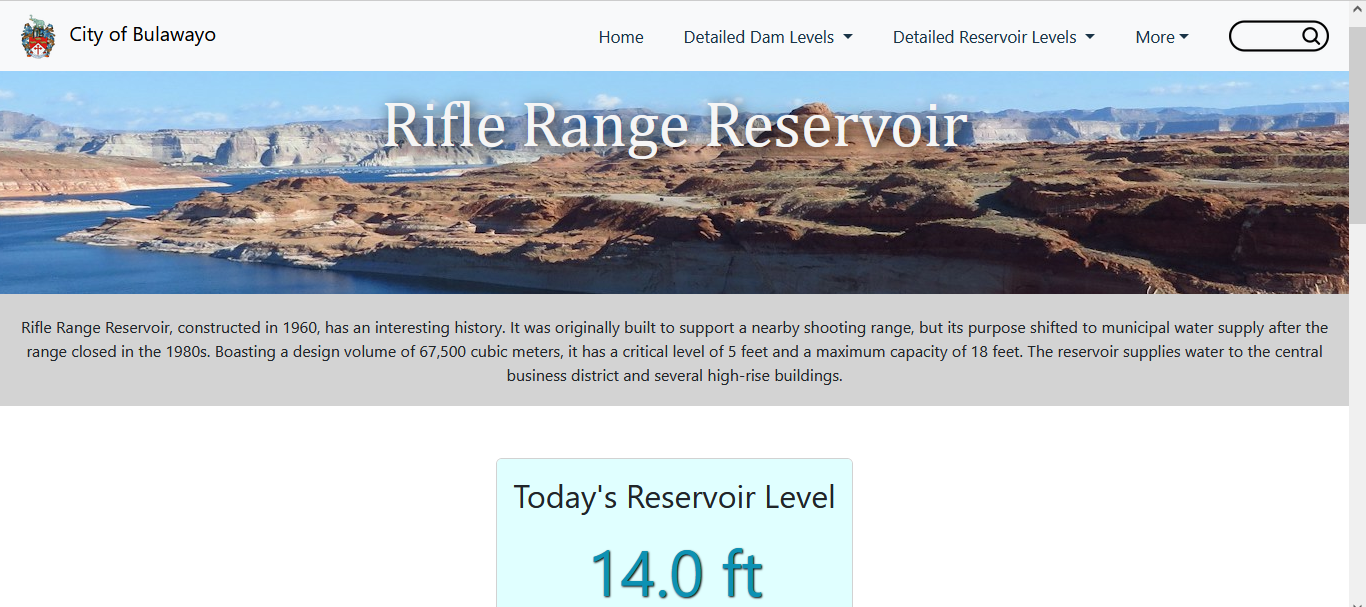 City of Bulawayo
Home
Detailed Dam Levels
Detailed Reservoir Levels
More
Rifle Range Reservoir
Rifle Range Reservoir, constructed in 1960, has an interesting history. It was originally built to support a nearby shooting range, but its purpose shifted to municipal water supply after the
range closed in the 1980s. Boasting a design volume of 67,500 cubic meters, it has a critical level of 5 feet and a maximum capacity of 18 feet. The reservoir supplies water to the central
business district and several high-rise buildings.
Today's Reservoir Level
14.0 ft